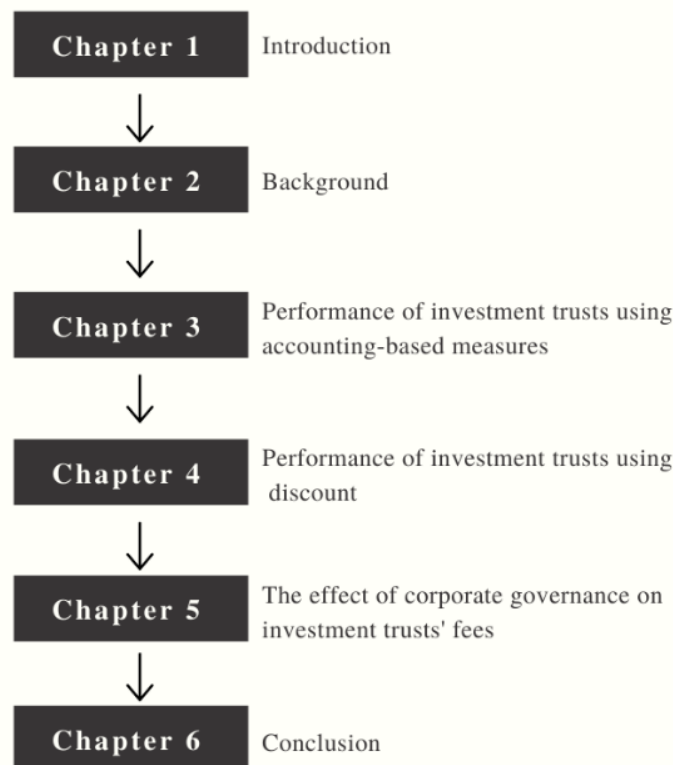 Chapter 1 Introduction
Chapter 2 Background
Chapter 3 Performance of investment trusts using
accounting-based measures
Chapter 4 Performance of investment trusts using
discount
Chapter 5 The effect of corporate governance on
investment trusts' fees
Chapter 6 Conclusion